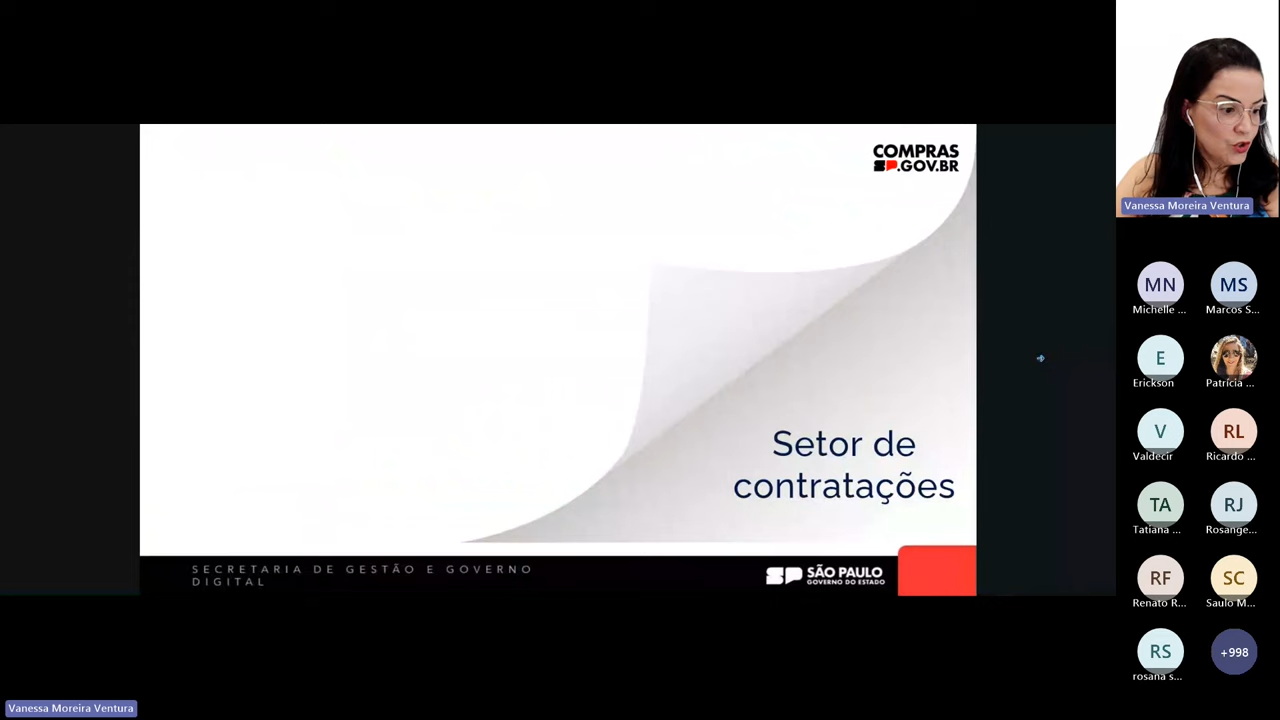 COMPRAS
SP.GOV.BR
Setor de
contratações
SECRETARIA DE GESTÃO E GOVERNO
DIGITAL
SP SÃO PAULO
GOVERNO DO ESTADO
Vanessa Moreira Ventura
MN
MS
Michelle ...
Marcos S...
E
Erickson
Patrícia ...
V
RL
Valdecir
Ricardo ...
TA
RJ
Tatiana ...
Rosange...
RF
SC
Renato R...
Saulo M...
RS
+998
rosana s...
Vanessa Moreira Ventura